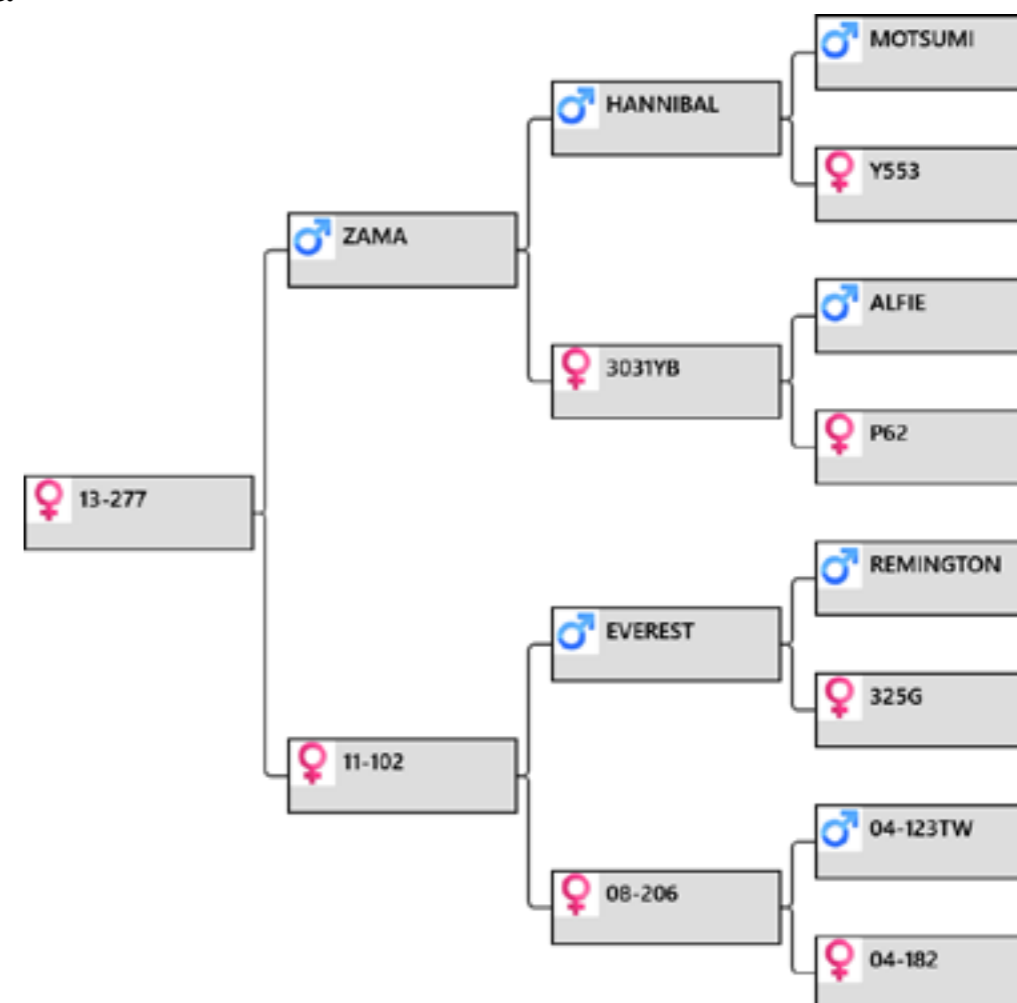 MOTSUMI
HANNIBAL
Y553
ZAMA
ALFIE
3031YB
P62
13-277
REMINGTON
EVEREST
325G
11-102
04-123TW
08-206
04-182